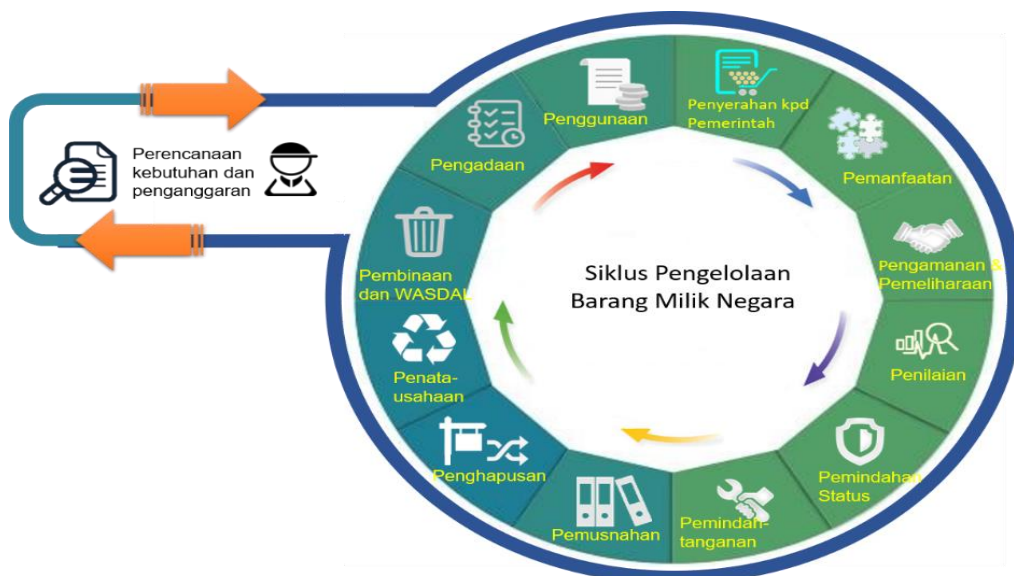 Perencanaan
kebutuhan dan
penganggaran
Siklus Pengelolaan
Barang Milik Negara
Pengadaan
Penggunaan
Penyerahan kpd
Pemerintah
Pemanfaatan
Pengamanan &
Pemeliharaan
Penilaian
Pemindahan
Status
Pemindah-
tanganan
Pemusnahan
Penghapusan
Penata-
usahaan
Pembinaan
dan WASDAL